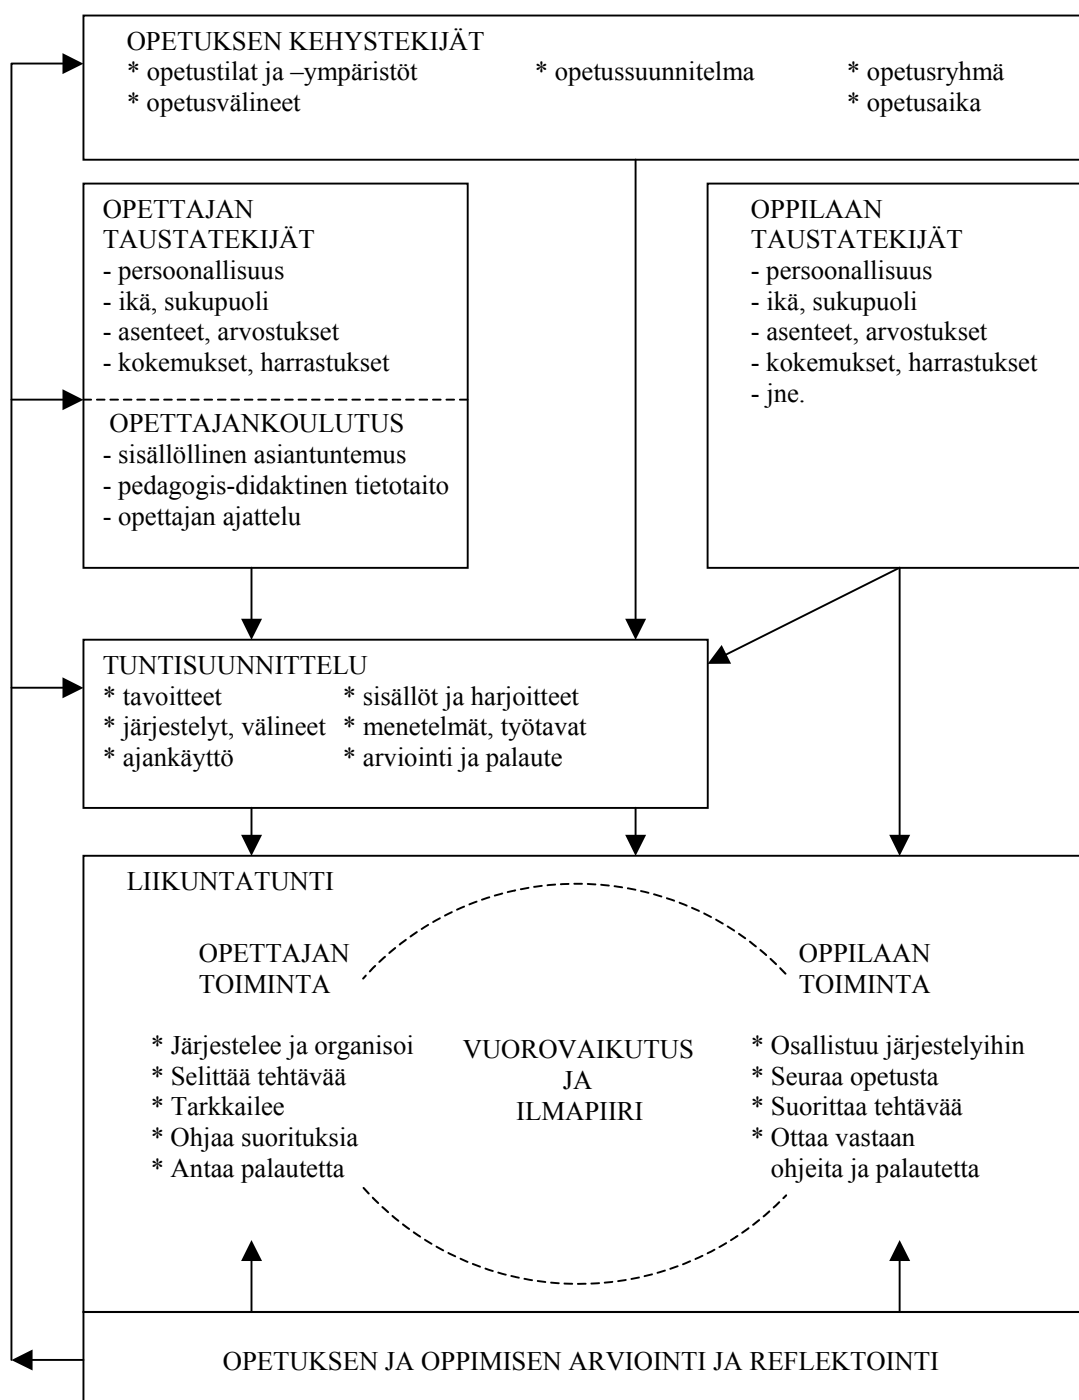 OPETUKSEN KEHYSTEKIJÄT
* opetustilat ja –ympäristöt * opetussuunnitelma * opetusryhmä
* opetusvälineet * opetusaika
OPETTAJAN
TAUSTATEKIJÄT
- persoonallisuus
- ikä, sukupuoli
- asenteet, arvostukset
- kokemukset, harrastukset
OPETTAJANKOULUTUS
- sisällöllinen asiantuntemus
- pedagogis-didaktinen tietotaito
- opettajan ajattelu
OPPILAAN
TAUSTATEKIJÄT
- persoonallisuus
- ikä, sukupuoli
- asenteet, arvostukset
- kokemukset, harrastukset
- jne.
TUNTISUUNNITTELU
* tavoitteet * sisällöt ja harjoitteet
* järjestelyt, välineet * menetelmät, työtavat
* ajankäyttö * arviointi ja palaute
LIIKUNTATUNTI
OPETTAJAN
TOIMINTA
* Järjestelee ja organisoi
* Selittää tehtävää
* Tarkkailee
* Ohjaa suorituksia
* Antaa palautetta
VUOROVAIKUTUS
JA
ILMAPIIRI
OPPILAAN
TOIMINTA
* Osallistuu järjestelyihin
* Seuraa opetusta
* Suorittaa tehtävää
* Ottaa vastaan
ohjeita ja palautetta
OPETUKSEN JA OPPIMISEN ARVIOINTI JA REFLEKTOINTI